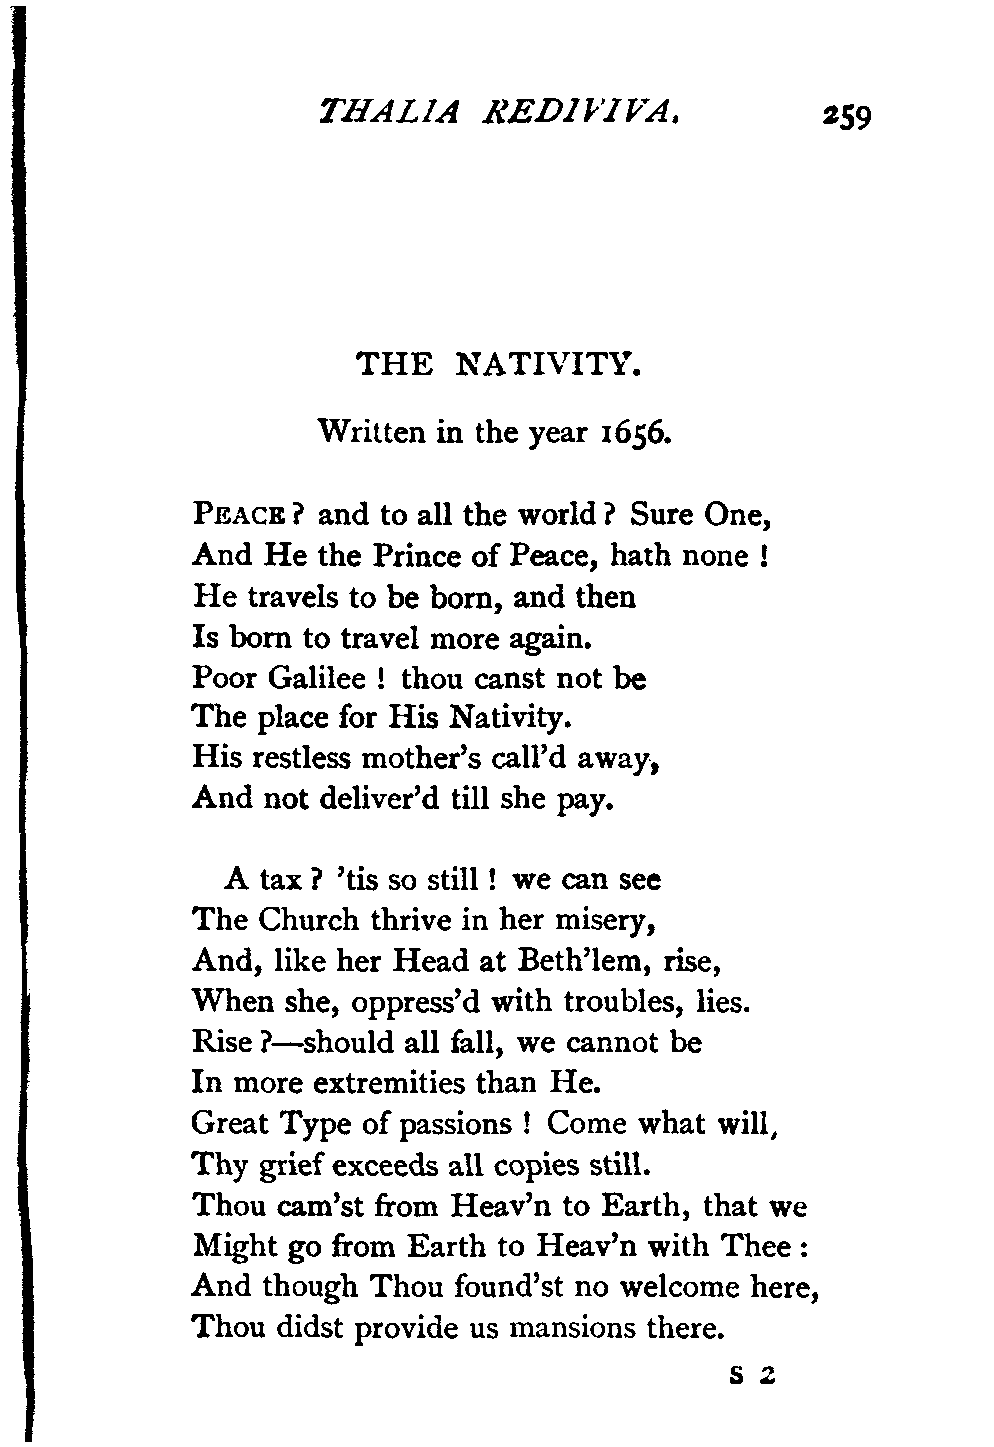 THALIA REDIVIVA. 259
THE NATIVITY.
Written in the year 1656.
PEACE? and to all the world? Sure One,
And He the Prince of Peace, hath none!
He travels to be born, and then
Is born to travel more again.
Poor Galilee! thou canst not be
The place for His Nativity.
His restless mother's call'd away,
And not deliver'd till she pay.
A tax? 'tis so still! we can see
The Church thrive in her misery,
And, like her Head at Beth'lem, rise,
When she, oppress'd with troubles, lies.
Rise?—should all fall, we cannot be
In more extremities than He.
Great Type of passions! Come what will,
Thy grief exceeds all copies still.
Thou cam'st from Heav'n to Earth, that we
Might go from Earth to Heav'n with Thee:
And though Thou found'st no welcome here,
Thou didst provide us mansions there.
S 2